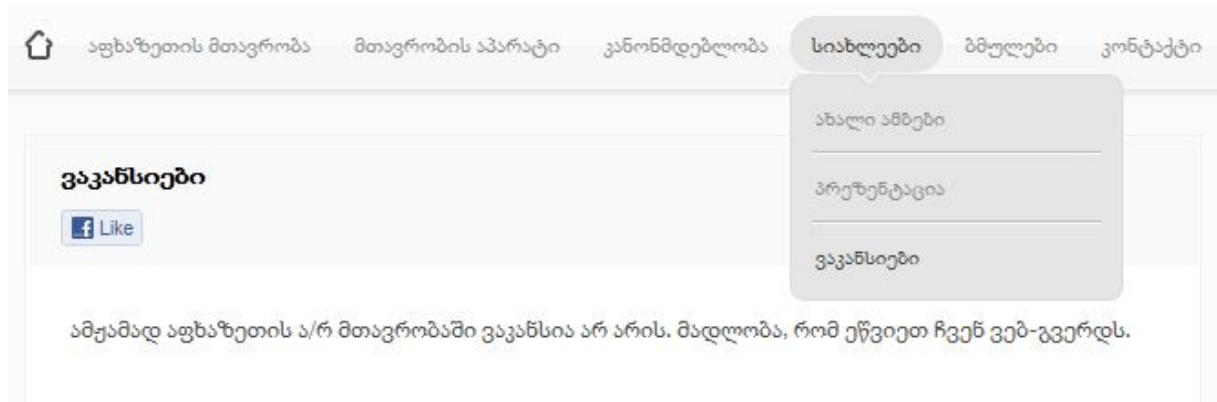 აფხაზეთის მთავრობა მთავრობის აპარატი კანონმდებლობა სიახლეები ბმულები კონტაქტი
ახალი ამბები
პრეზენტაცია
ვაკანსიები
ვაკანსიები
Like
ამჟამად აფხაზეთის ა/რ მთავრობაში ვაკანსია არ არის. მადლობა, რომ ეწვიეთ ჩვენ ვებ-გვერდს.